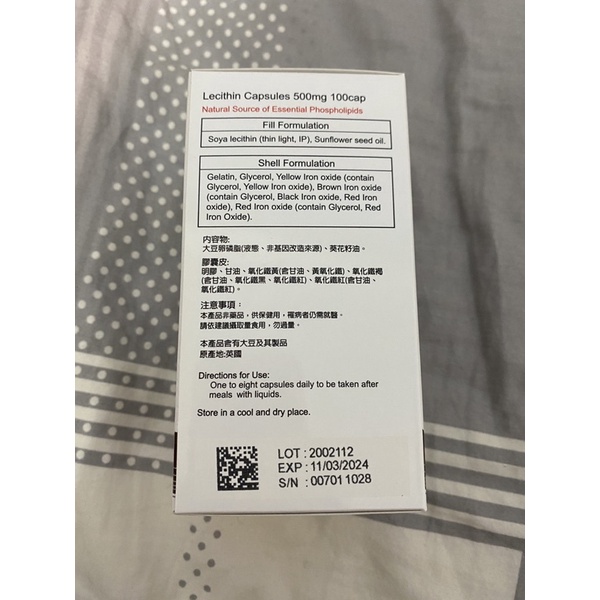 Lecithin Capsules 500mg 100cap
Natural Source of Essential Phospholipids
Fill Formulation
Soya lecithin (thin light, IP), Sunflower seed oil.
Shell Formulation
Gelatin, Glycerol, Yellow Iron oxide (contain
Glycerol, Yellow Iron oxide), Brown Iron oxide
(contain Glycerol, Black Iron oxide, Red Iron
oxide), Red Iron oxide (contain Glycerol, Red
Iron Oxide).
內容物:
大豆卵磷脂(液態、非基因改造來源)、葵花籽油。
膠囊皮:
明膠、甘油、氧化鐵黃(含甘油、黃氧化鐵)、氧化鐵褐
(含甘油、氧化鐵黑、氧化鐵紅)、氧化鐵紅(含甘油、
氧化鐵紅)。
注意事項：
本產品非藥品，供保健用，罹病者仍需就醫。
請依建議攝取量食用，勿過量。
本產品含有大豆及其製品
原產地:英國
Directions for Use:
One to eight capsules daily to be taken after
meals with liquids.
Store in a cool and dry place.
LOT : 2002112
EXP : 11/03/2024
S/N : 00701 1028